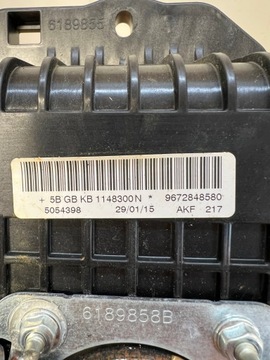 6189855
+ 5B GB KB 1148300N * 9672848580
5054398 29/01/15 AKF 217
6189858B